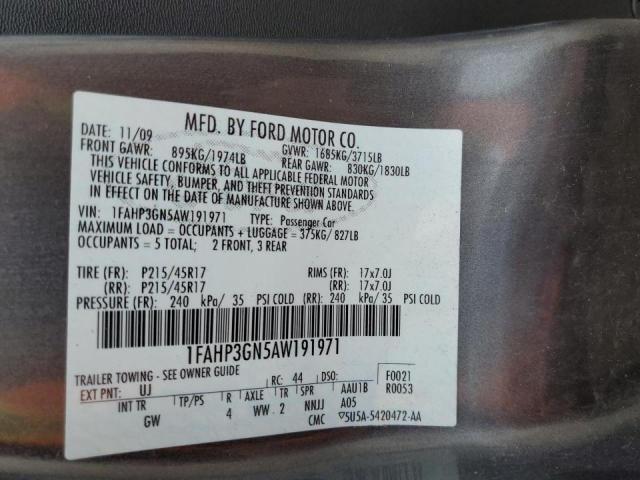 MFD. BY FORD MOTOR CO.
DATE: 11/09 GVWR: 1685KG/3715LB
FRONT GAWR: 895KG/1974LB REAR GAWR: 830KG/1830LB
THIS VEHICLE CONFORMS TO ALL APPLICABLE FEDERAL MOTOR
VEHICLE SAFETY, BUMPER, AND THEFT PREVENTION STANDARDS
IN EFFECT ON THE DATE OF MANUFACTURE SHOWN ABOVE.
VIN: 1FAHP3GN5AW191971 TYPE: Passenger Car
MAXIMUM LOAD = OCCUPANTS + LUGGAGE = 375KG/ 827LB
OCCUPANTS = 5 TOTAL; 2 FRONT, 3 REAR
TIRE (FR): P215/45R17 RIMS (FR): 17x7.0J
(RR): P215/45R17 (RR): 17x7.0J
PRESSURE (FR): 240 kPa/ 35 PSI COLD (RR): 240 kPa/ 35 PSI COLD
1FAHP3GN5AW191971
TRAILER TOWING - SEE OWNER GUIDE
EXT PNT: UJ RC: 44 DSO: F0021
R0053
INT TR TP/PS R AXLE TR SPR AAU1B
GW 4 WW 2 NNJJ A05
CMC ▽5U5A-5420472-AA